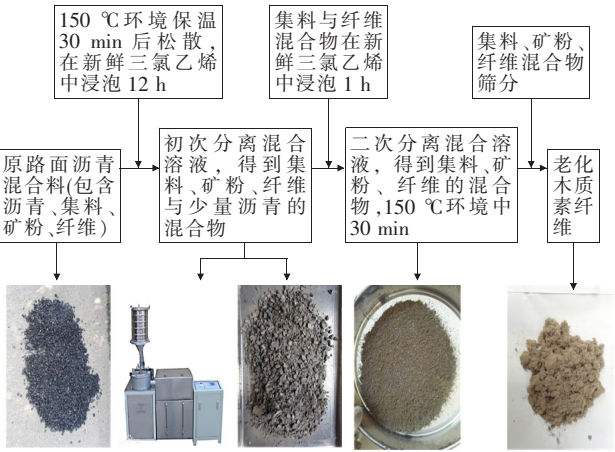 150 ℃环境保温
30 min 后松散，
在新鲜三氯乙烯
中浸泡 12 h
集料与纤维
混合物在新
鲜三氯乙烯
中浸泡 1 h
集料、矿粉、
纤维混合物
筛分
原路面沥青
混合料(包含
沥青、集料、
矿粉、纤维)
初次分离混合
溶液，得到集
料、矿粉、纤维
与少量沥青的
混合物
二次分离混合溶
液，得到集料、矿
粉、纤维的混合
物,150 ℃环境中
30 min
老化
木质
素纤
维